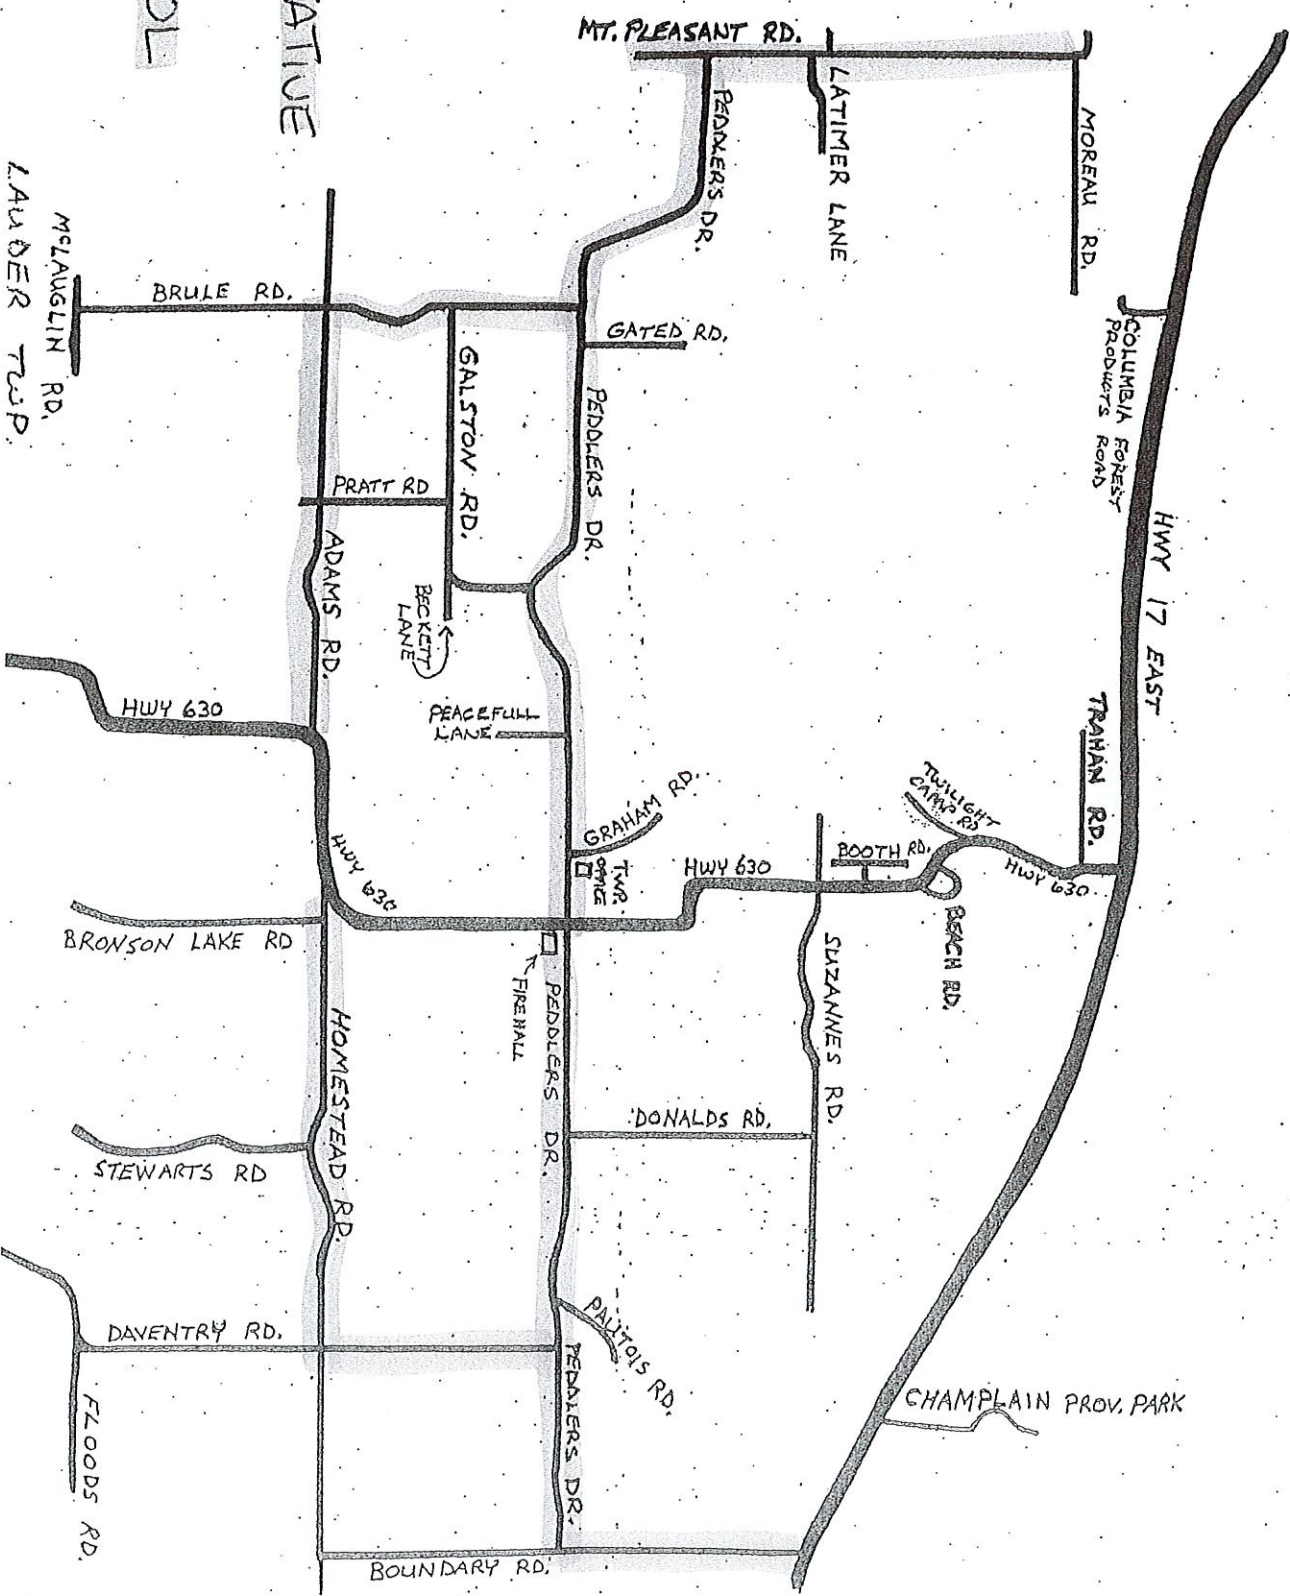 MT. PLEASANT RD.
LATIMER LANE
MOREAU RD.
PEDDLERS DR.
COLUMBIA FOREST
PRODUCTS ROAD
HWY 17 EAST
BRULE RD.
MCLAUGLIN RD.
LAUDER TWP.
GATED RD.
GALSTON RD.
PEDDLERS DR.
PRATT RD
ADAMS RD.
BECKETT
LANE
HWY 630
PEACEFULL
LANE
GRAHAM RD.
TWP.
OFFICE
HWY 630
BOOTH RD.
TWILIGHT
CAMP RD
TRAHAN RD.
HWY 630
BEACH RD.
HWY 630
BRONSON LAKE RD
FIREHALL
PEDDLERS DR.
SUZANNES RD.
HOMESTEAD RD.
STEWARTS RD
DONALDS RD.
DAVENTRY RD.
FLOODS RD.
PAUTOIS RD.
PEDDLERS DR.
CHAMPLAIN PROV. PARK
BOUNDARY RD.